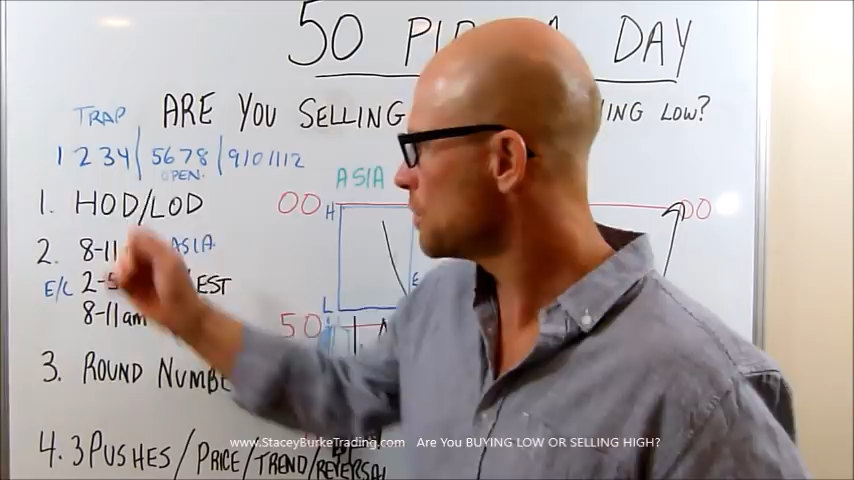 50 A DAY
ARE YOU SELLING ING LOW?
TRAP
1 2 3 4 | 5 6 7 8 | 9 10 11 12
OPEN.
ASIA
1. HOD/LOD
00 H 00
2. 8-11 ASIA
E/L 2-5 EST
8-11am
L
50
3. ROUND NUMB
4. 3 PUSHES/PRICE/TREND/REVERSAL
www.StaceyBurkeTrading.com Are You BUYING LOW OR SELLING HIGH?